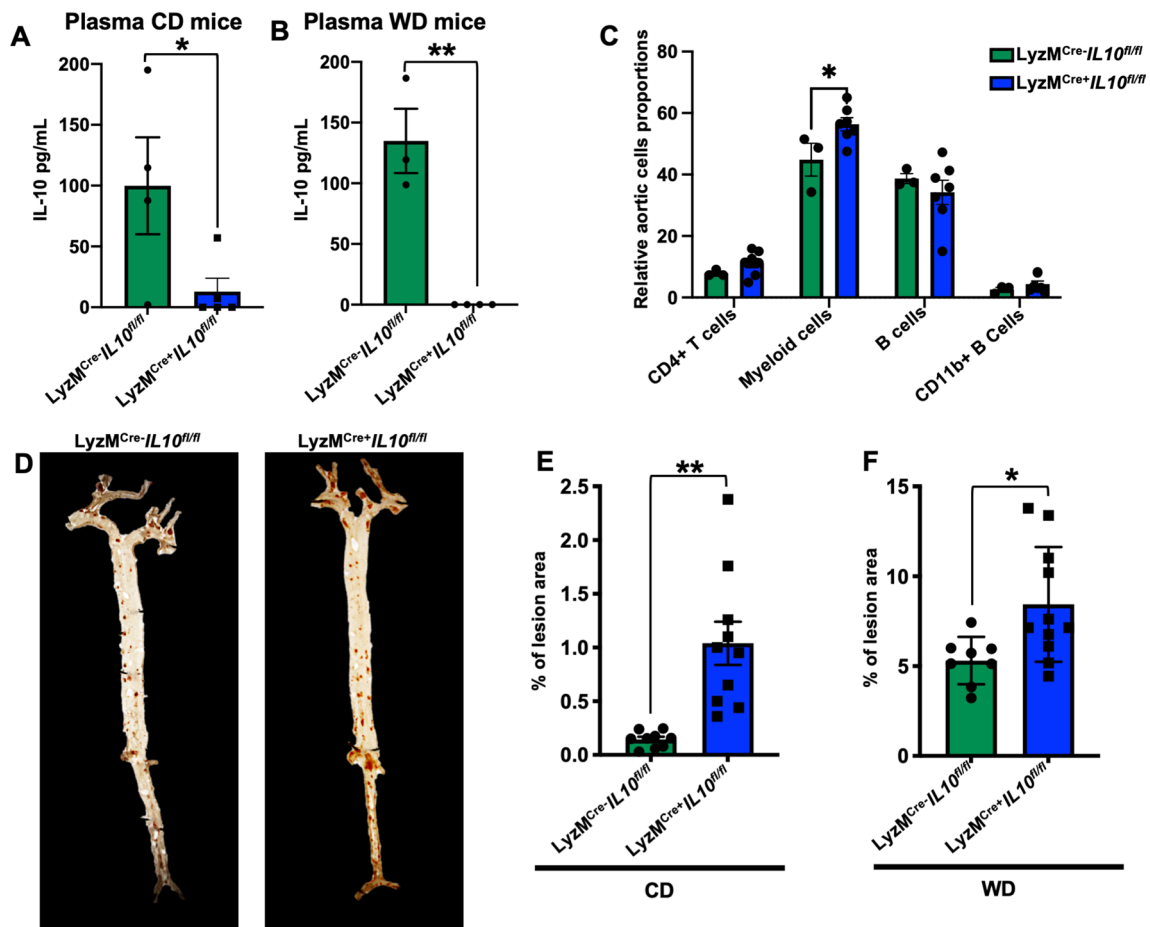 A
Plasma CD mice
*
IL-10 pg/mL
200
150
100
50
0
LyzMCre-IL10fl/fl
LyzMCre+IL10fl/fl
B
Plasma WD mice
**
IL-10 pg/mL
200
150
100
50
0
LyzMCre-IL10fl/fl
LyzMCre+IL10fl/fl
C
LyzMCre-IL10fl/fl
LyzMCre+IL10fl/fl
*
Relative aortic cells proportions
80
60
40
20
0
CD4+ T cells
Myeloid cells
B cells
CD11b+ B Cells
D
LyzMCre-IL10fl/fl
LyzMCre+IL10fl/fl
E
**
% of lesion area
2.5
2.0
1.5
1.0
0.5
0.0
LyzMCre-IL10fl/fl
LyzMCre+IL10fl/fl
CD
F
*
% of lesion area
15
10
5
0
LyzMCre-IL10fl/fl
LyzMCre+IL10fl/fl
WD